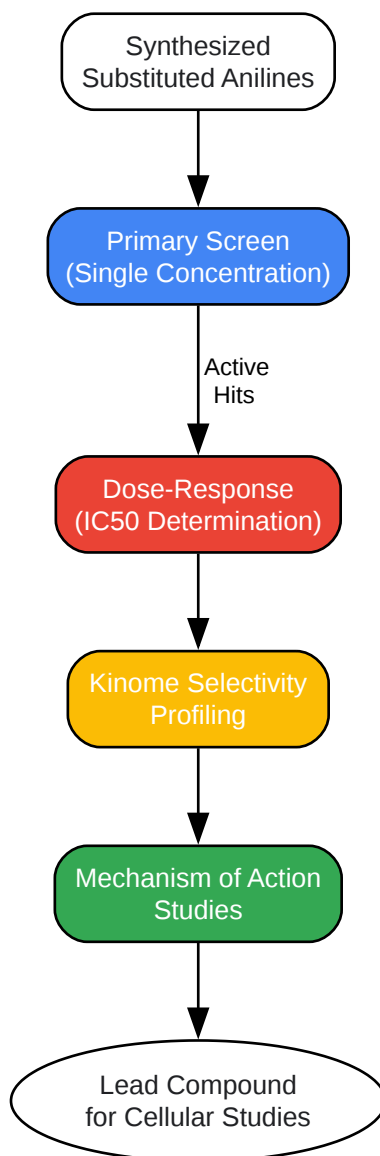 Synthesized
Substituted Anilines
Primary Screen
(Single Concentration)
Active
Hits
Dose-Response
(IC50 Determination)
Kinome Selectivity
Profiling
Mechanism of Action
Studies
Lead Compound
for Cellular Studies